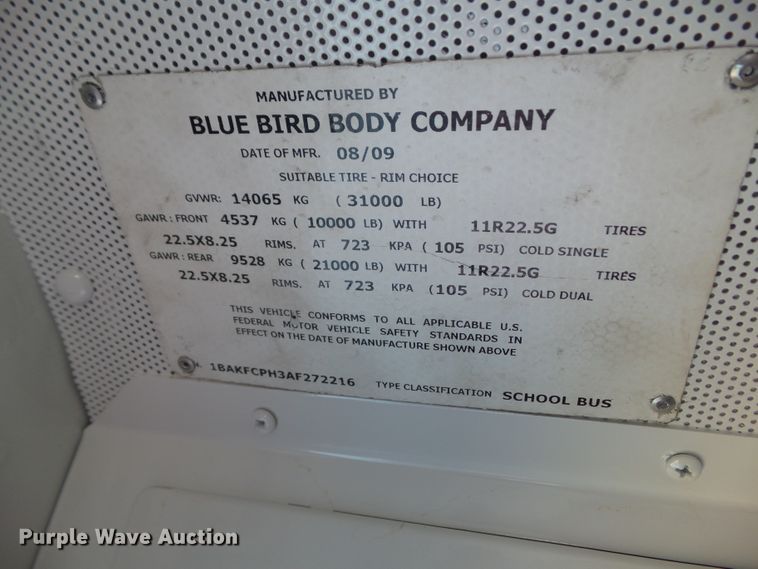 MANUFACTURED BY
BLUE BIRD BODY COMPANY
DATE OF MFR. 08/09
SUITABLE TIRE - RIM CHOICE
GVWR: 14065 KG ( 31000 LB)
GAWR: FRONT 4537 KG ( 10000 LB) WITH 11R22.5G TIRES
22.5X8.25 RIMS. AT 723 KPA ( 105 PSI) COLD SINGLE
GAWR: REAR 9528 KG ( 21000 LB) WITH 11R22.5G TIRES
22.5X8.25 RIMS. AT 723 KPA (105 PSI) COLD DUAL
THIS VEHICLE CONFORMS TO ALL APPLICABLE U.S.
FEDERAL MOTOR VEHICLE SAFETY STANDARDS IN
EFFECT ON THE DATE OF MANUFACTURE SHOWN ABOVE
1BAKFCPH3AF272216 TYPE CLASSIFICATION SCHOOL BUS
Purple Wave Auction